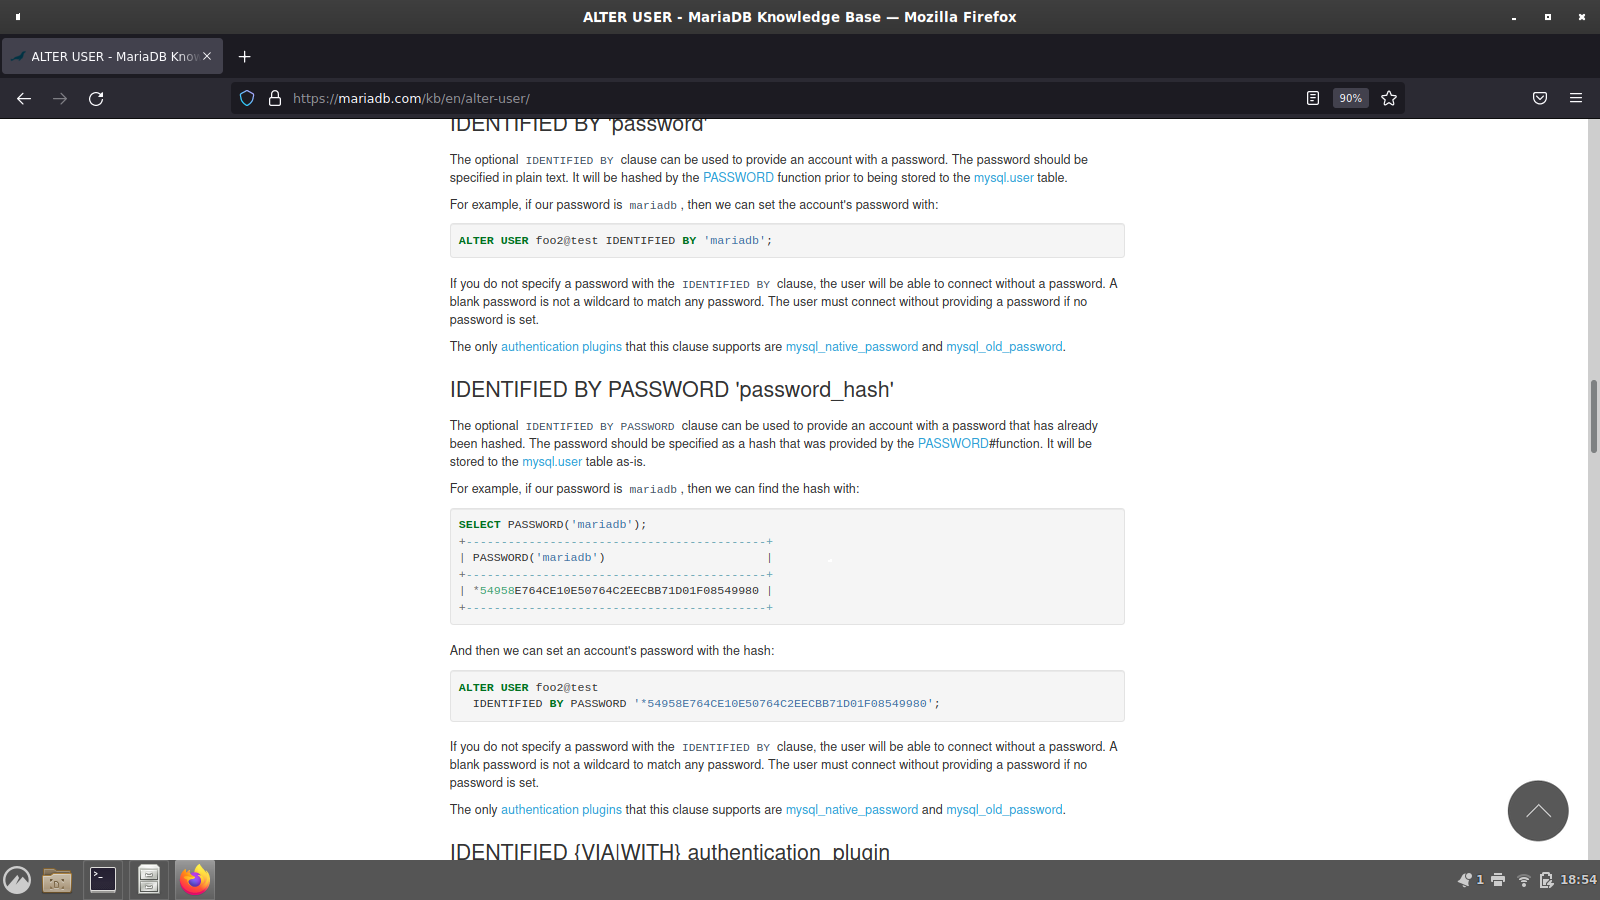 ALTER USER - MariaDB Knowledge Base — Mozilla Firefox
ALTER USER - MariaDB Know
https://mariadb.com/kb/en/alter-user/
90%
IDENTIFIED BY 'password'
The optional IDENTIFIED BY clause can be used to provide an account with a password. The password should be
specified in plain text. It will be hashed by the PASSWORD function prior to being stored to the mysql.user table.
For example, if our password is mariadb, then we can set the account's password with:
ALTER USER foo2@test IDENTIFIED BY 'mariadb';
If you do not specify a password with the IDENTIFIED BY clause, the user will be able to connect without a password. A
blank password is not a wildcard to match any password. The user must connect without providing a password if no
password is set.
The only authentication plugins that this clause supports are mysql_native_password and mysql_old_password.
IDENTIFIED BY PASSWORD 'password_hash'
The optional IDENTIFIED BY PASSWORD clause can be used to provide an account with a password that has already
been hashed. The password should be specified as a hash that was provided by the PASSWORD#function. It will be
stored to the mysql.user table as-is.
For example, if our password is mariadb, then we can find the hash with:
SELECT PASSWORD('mariadb');
+-------------------------------------------+
| PASSWORD('mariadb')                       |
+-------------------------------------------+
| *54958E764CE10E50764C2EECBB71D01F08549980 |
+-------------------------------------------+
And then we can set an account's password with the hash:
ALTER USER foo2@test
IDENTIFIED BY PASSWORD '*54958E764CE10E50764C2EECBB71D01F08549980';
If you do not specify a password with the IDENTIFIED BY clause, the user will be able to connect without a password. A
blank password is not a wildcard to match any password. The user must connect without providing a password if no
password is set.
The only authentication plugins that this clause supports are mysql_native_password and mysql_old_password.
IDENTIFIED {VIA|WITH} authentication_plugin
1
18:54